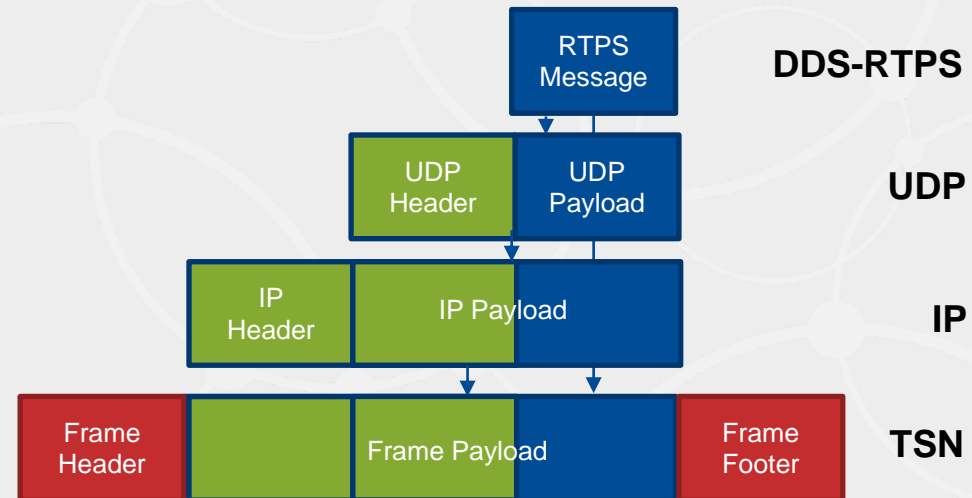 RTPS
Message
DDS-RTPS
UDP
Header
UDP
Payload
UDP
IP
Header
IP Payload
IP
Frame
Header
Frame Payload
Frame
Footer
TSN